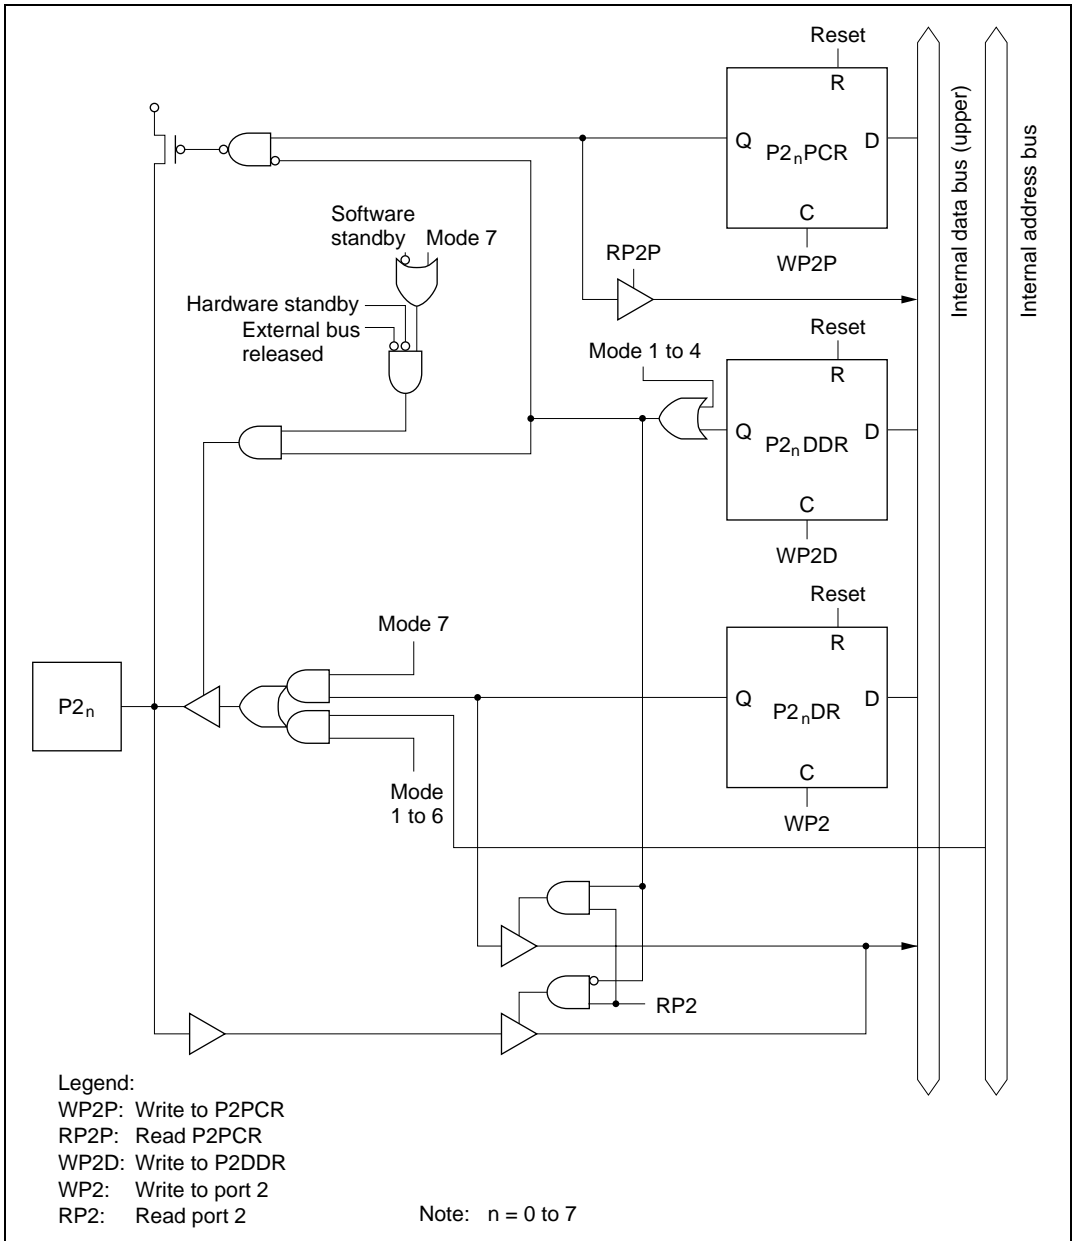 Reset
R
Q P2nPCR D
C
WP2P
Internal data bus (upper)
Internal address bus
Software
standby
Mode 7
RP2P
Hardware standby
External bus
released
Reset
Mode 1 to 4
R
Q P2nDDR D
C
WP2D
Reset
Mode 7
R
P2n
Q P2nDR D
Mode
1 to 6
C
WP2
RP2
Legend:
WP2P: Write to P2PCR
RP2P: Read P2PCR
WP2D: Write to P2DDR
WP2: Write to port 2
RP2: Read port 2
Note: n = 0 to 7